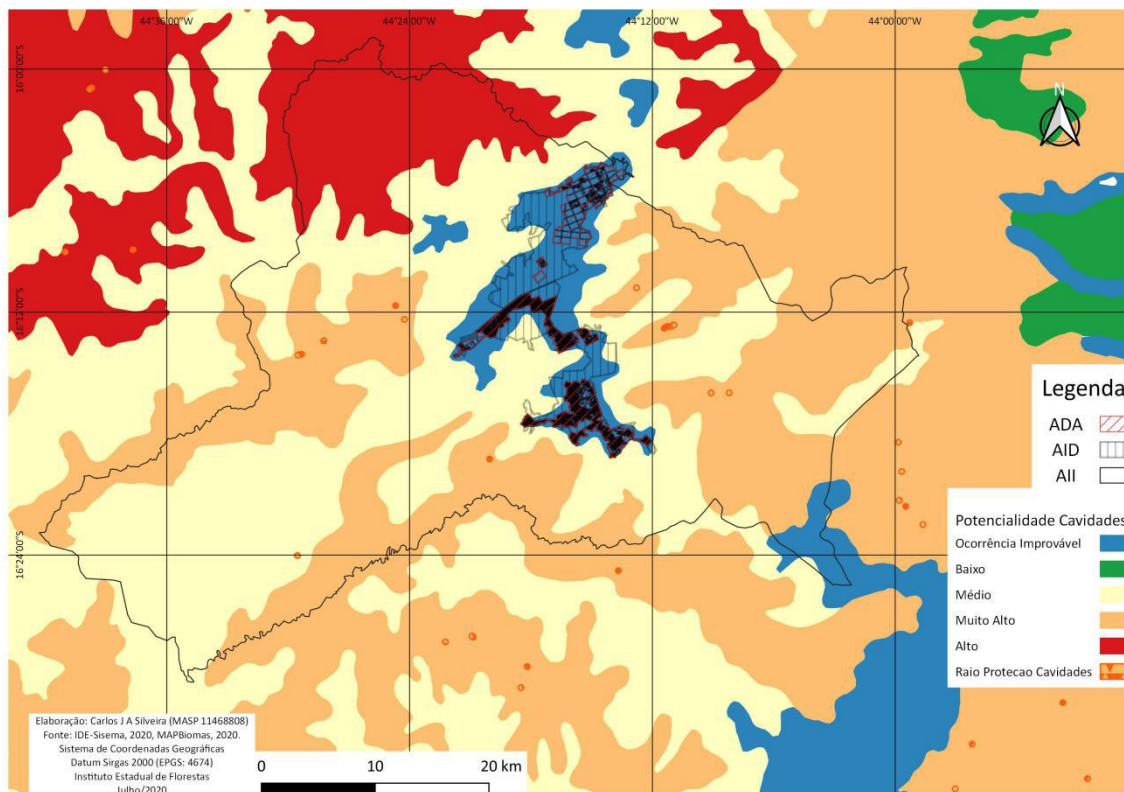 44°36'00"W
44°24'00"W
44°12'00"W
44°00'00"W
16°00'00"S
16°12'00"S
16°24'00"S
N
Legenda
ADA
AID
AII
Potencialidade Cavidades
Ocorrência Improvável
Baixo
Médio
Muito Alto
Alto
Raio Protecao Cavidades
Elaboração: Carlos J A Silveira (MASP 11468808)
Fonte: IDE-Sisema, 2020, MAPBiomas, 2020.
Sistema de Coordenadas Geográficas
Datum Sirgas 2000 (EPGS: 4674)
Instituto Estadual de Florestas
Julho/2020
0 10 20 km